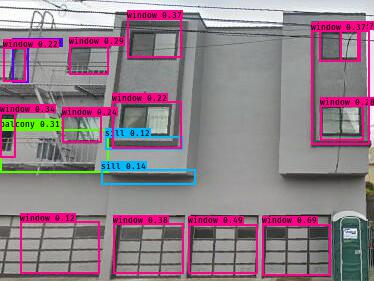 window 0.37
window 0.37
window 0.29
window 0.22
window 0.22
window 0.28
window 0.34
window 0.24
balcony 0.31
sill 0.12
sill 0.14
window 0.12
window 0.38
window 0.49
window 0.69